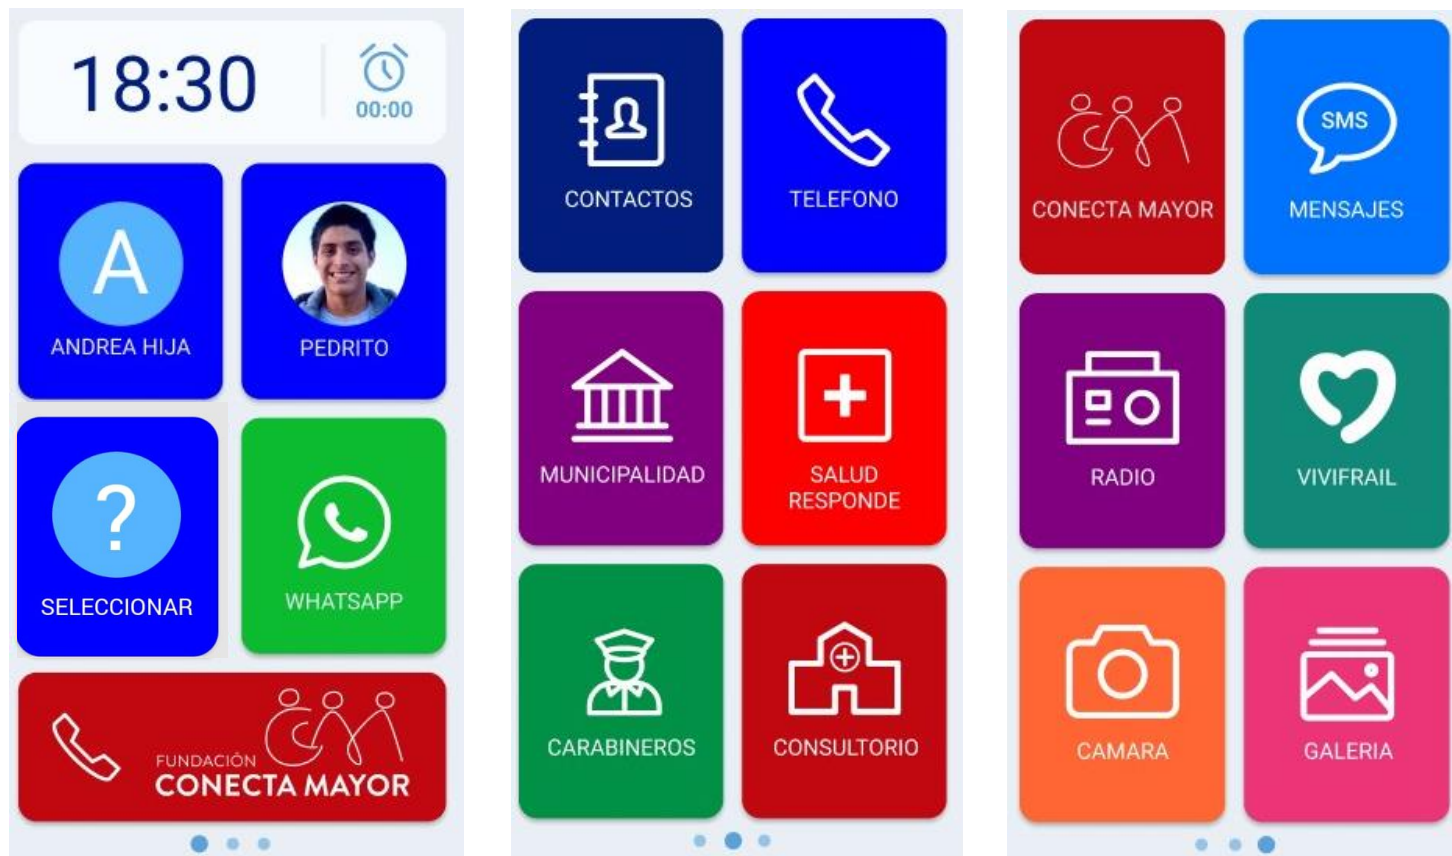 18:30
00:00
A
ANDREA HIJA
PEDRITO
?
SELECCIONAR
WHATSAPP
FUNDACIÓN
CONECTA MAYOR
CONTACTOS
TELEFONO
MUNICIPALIDAD
SALUD
RESPONDE
CARABINEROS
CONSULTORIO
CONECTA MAYOR
SMS
MENSAJES
RADIO
VIVIFRAIL
CAMARA
GALERIA